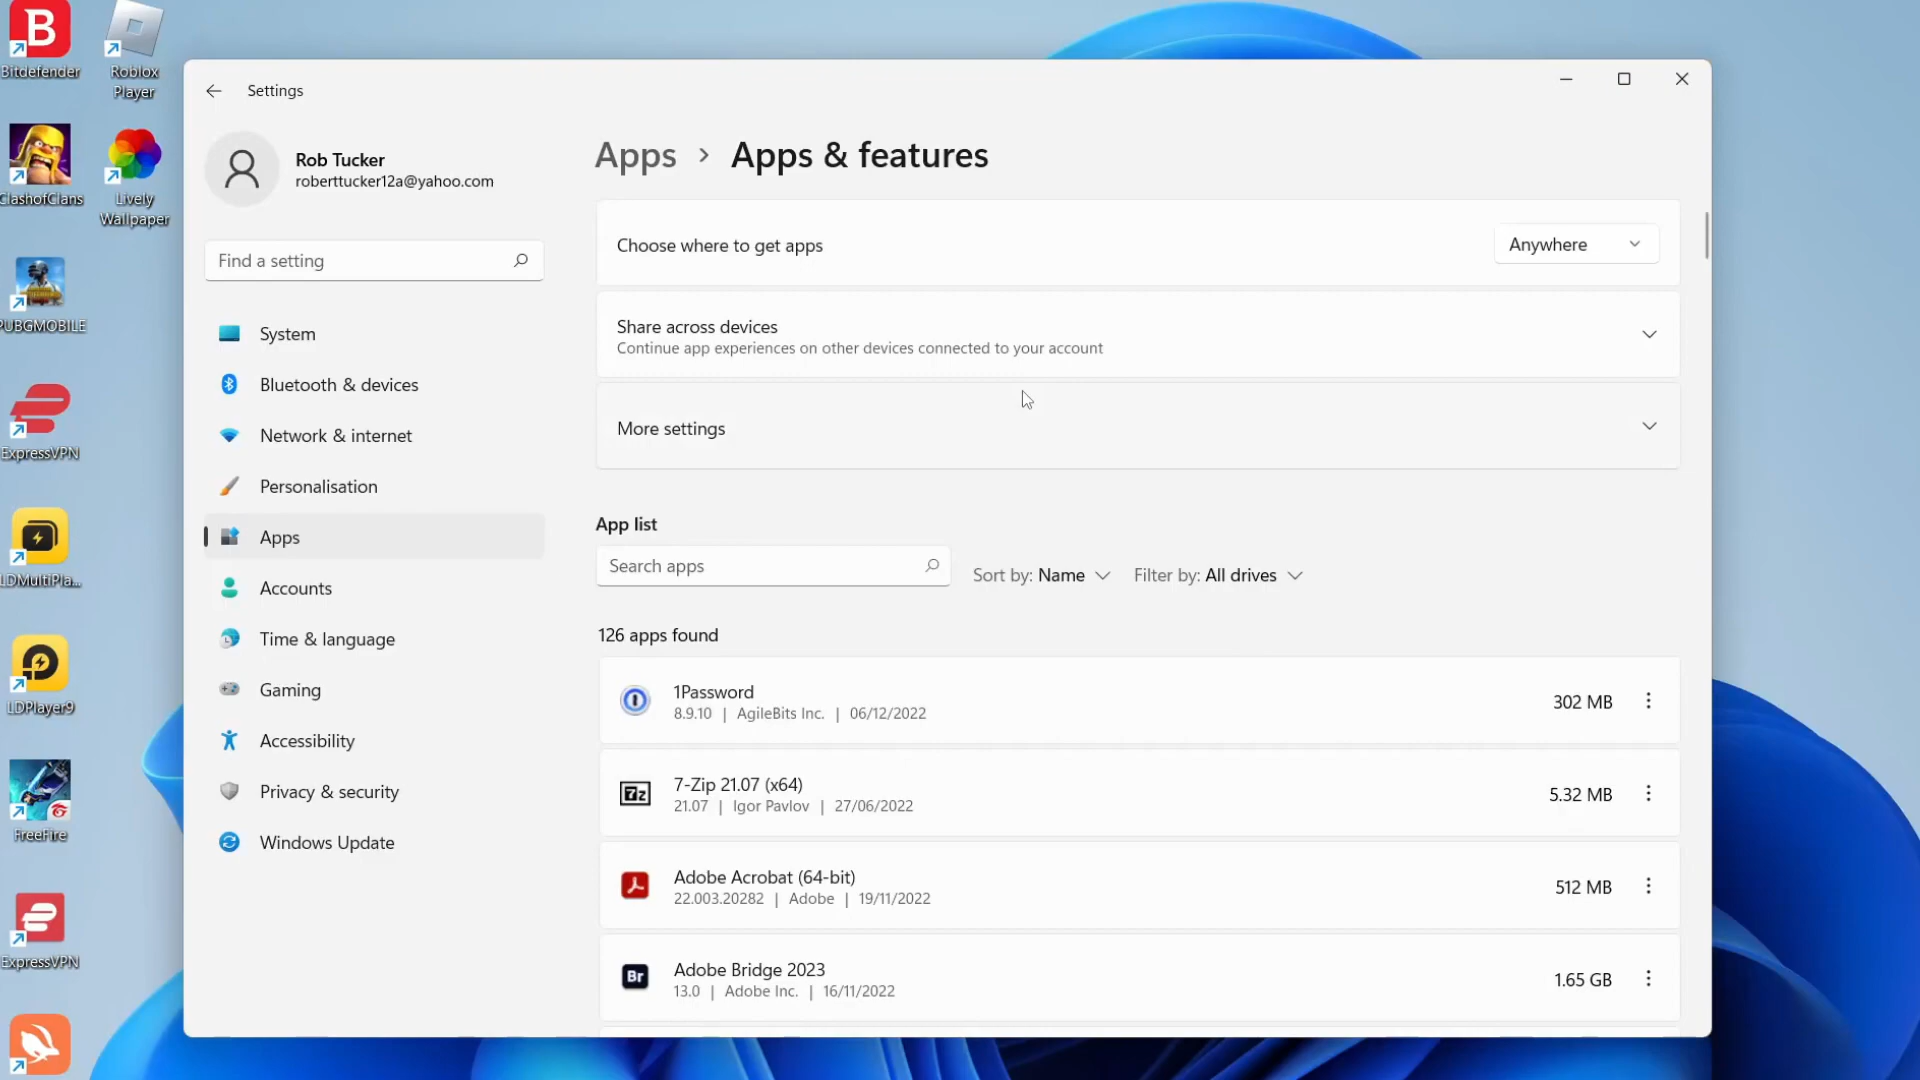 Bitdefender
Roblox
Player
ClashofClans
Lively
Wallpaper
PUBGMOBILE
ExpressVPN
LDMultiPla...
LDPlayer9
FreeFire
ExpressVPN
Settings
Rob Tucker
roberttucker12a@yahoo.com
Find a setting
System
Bluetooth & devices
Network & internet
Personalisation
Apps
Accounts
Time & language
Gaming
Accessibility
Privacy & security
Windows Update
Apps > Apps & features
Choose where to get apps
Anywhere
Share across devices
Continue app experiences on other devices connected to your account
More settings
App list
Search apps
Sort by: Name
Filter by: All drives
126 apps found
1Password
8.9.10 | AgileBits Inc. | 06/12/2022
302 MB
7-Zip 21.07 (x64)
21.07 | Igor Pavlov | 27/06/2022
5.32 MB
Adobe Acrobat (64-bit)
22.003.20282 | Adobe | 19/11/2022
512 MB
Br
Adobe Bridge 2023
13.0 | Adobe Inc. | 16/11/2022
1.65 GB